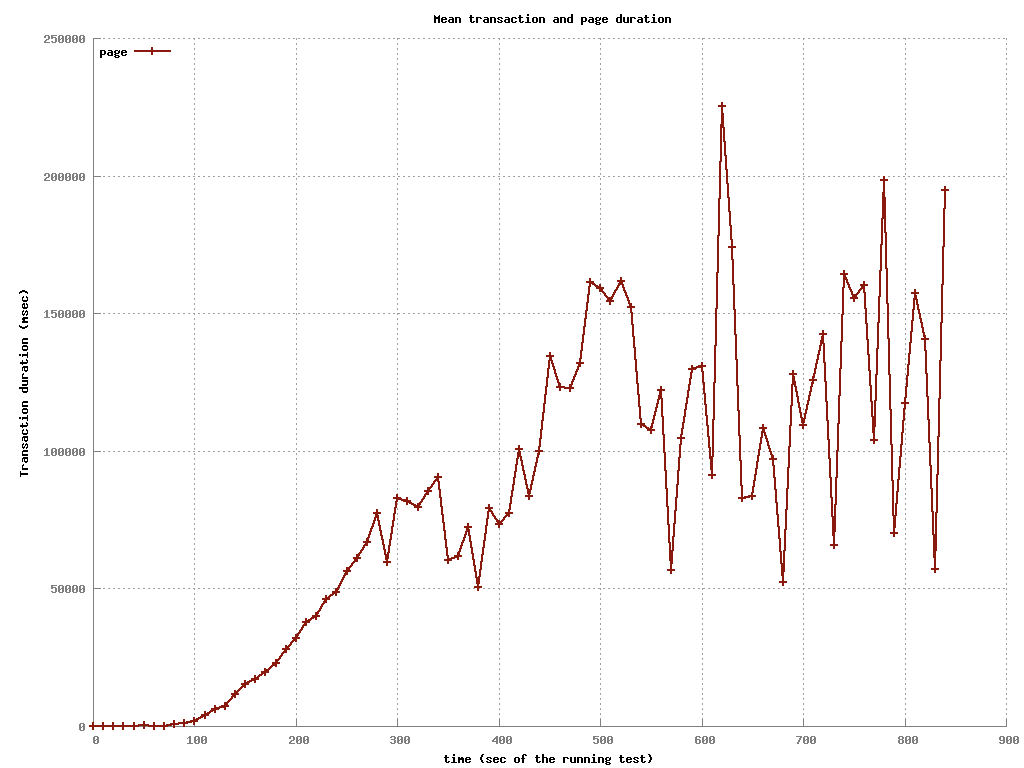 Mean transaction and page duration
250000
page
200000
150000
Transaction duration (msec)
100000
50000
0
0 100 200 300 400 500 600 700 800 900
time (sec of the running test)